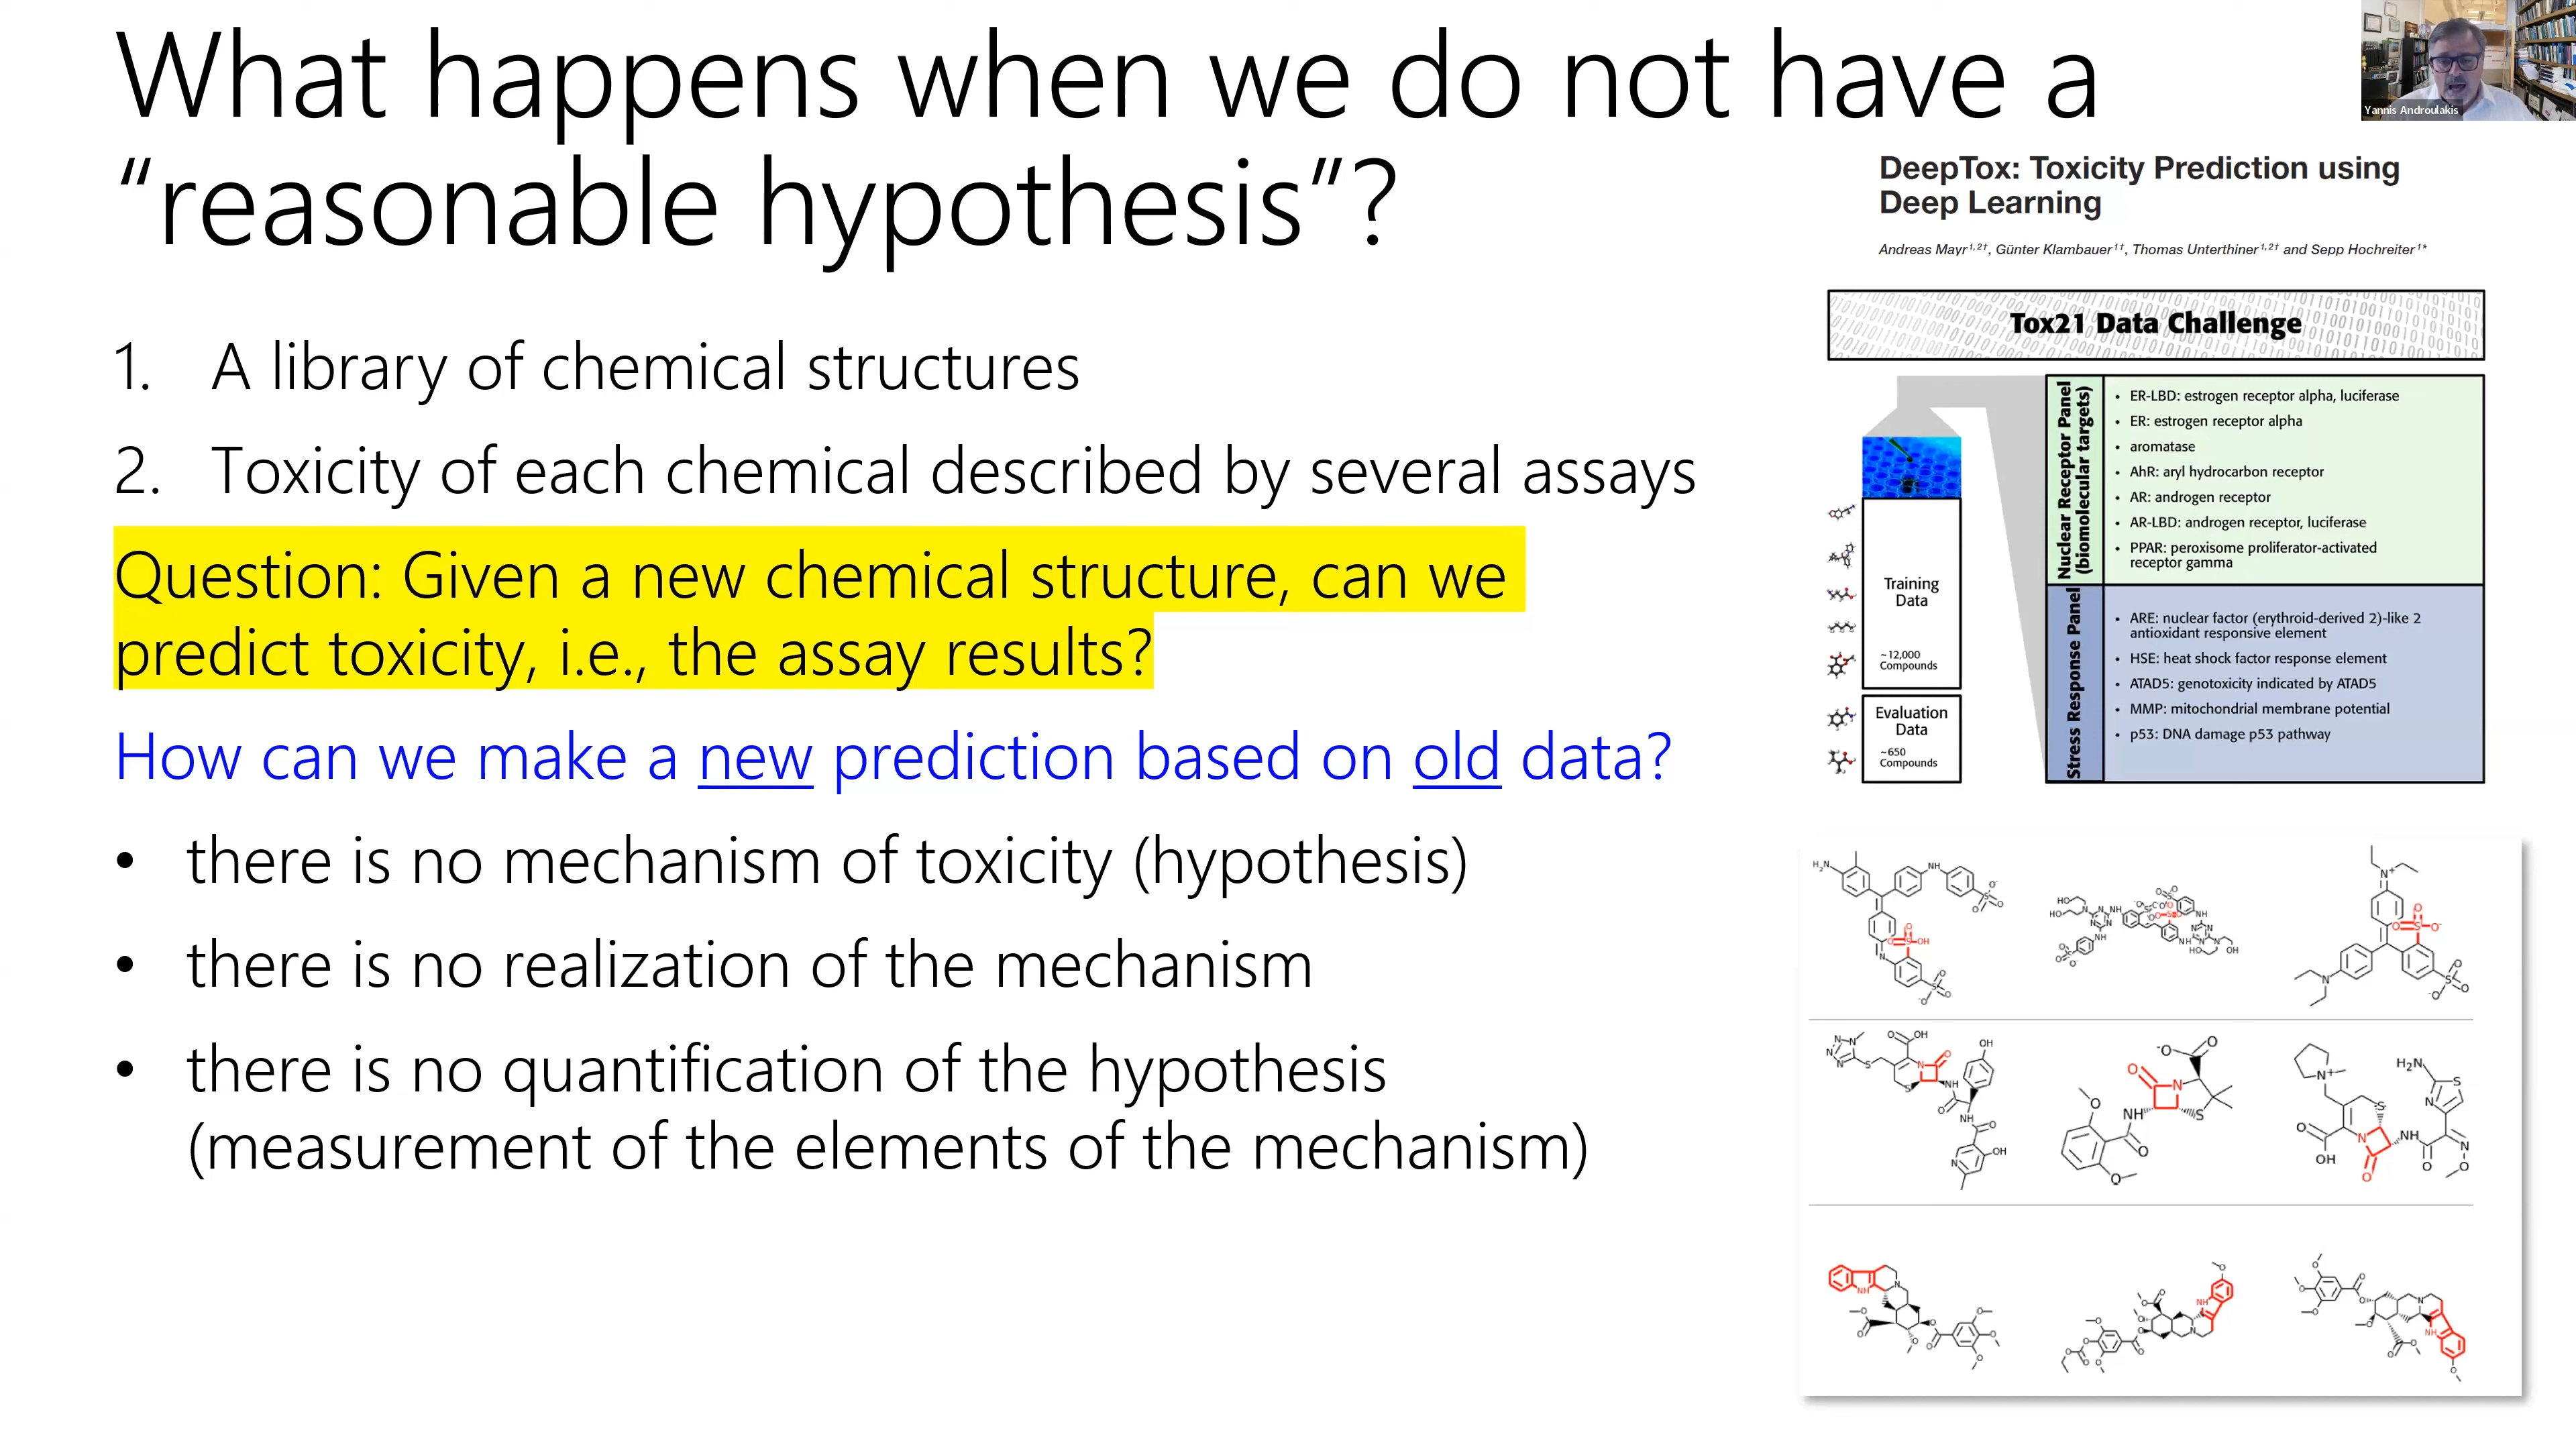 What happens when we do not have a
“reasonable hypothesis”?
1. A library of chemical structures
2. Toxicity of each chemical described by several assays
Question: Given a new chemical structure, can we
predict toxicity, i.e., the assay results?
How can we make a new prediction based on old data?
• there is no mechanism of toxicity (hypothesis)
• there is no realization of the mechanism
• there is no quantification of the hypothesis
(measurement of the elements of the mechanism)
Yannis Androulakis
DeepTox: Toxicity Prediction using
Deep Learning
Andreas Mayr 1,2†, Günter Klambauer 1†, Thomas Unterthiner 1,2† and Sepp Hochreiter 1*
Tox21 Data Challenge
Training
Data
~12,000
Compounds
Evaluation
Data
~650
Compounds
Nuclear Receptor Panel
(biomolecular targets)
• ER-LBD: estrogen receptor alpha, luciferase
• ER: estrogen receptor alpha
• aromatase
• AhR: aryl hydrocarbon receptor
• AR: androgen receptor
• AR-LBD: androgen receptor, luciferase
• PPAR: peroxisome proliferator-activated
receptor gamma
Stress Response Panel
• ARE: nuclear factor (erythroid-derived 2)-like 2
antioxidant responsive element
• HSE: heat shock factor response element
• ATAD5: genotoxicity indicated by ATAD5
• MMP: mitochondrial membrane potential
• p53: DNA damage p53 pathway